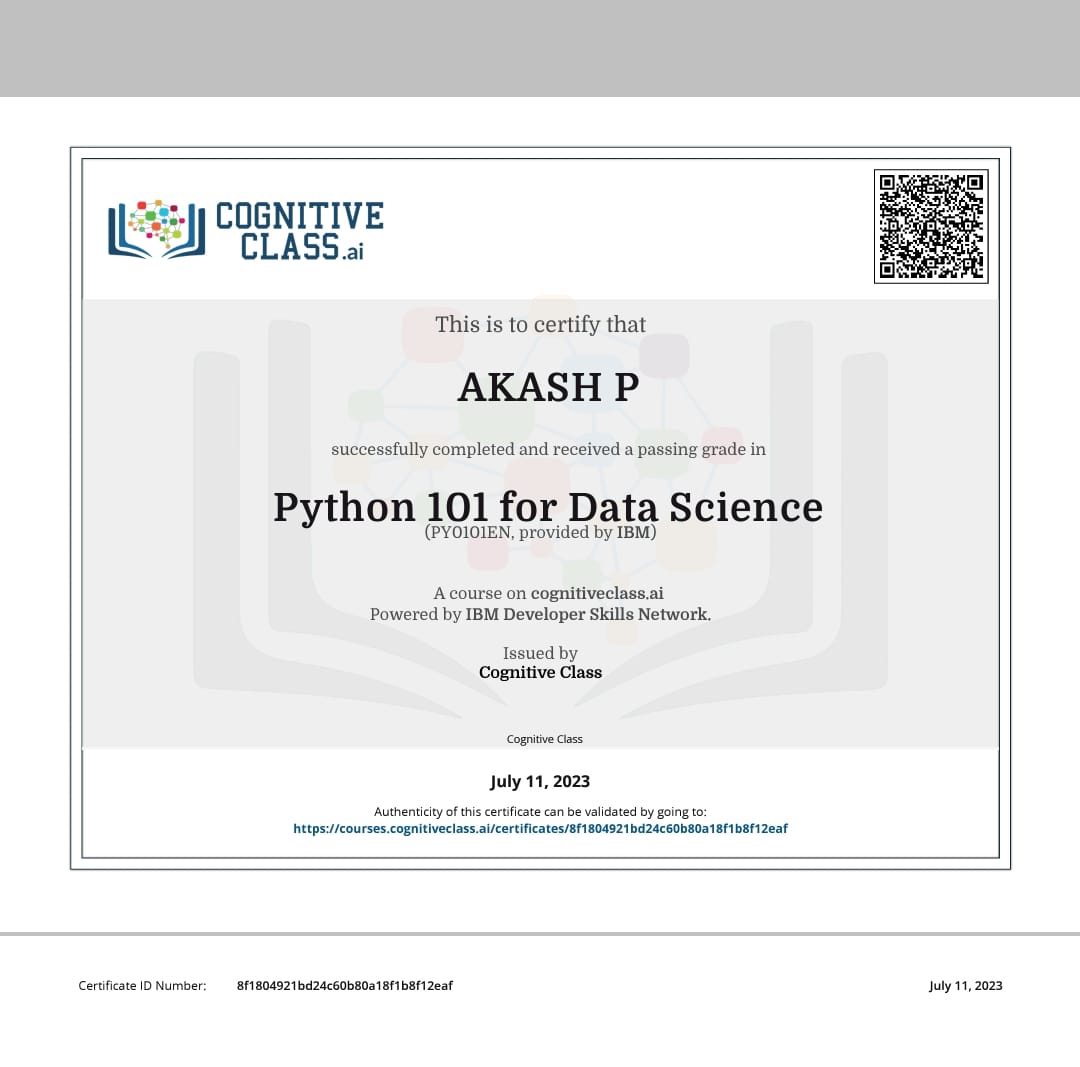 COGNITIVE
CLASS.ai
This is to certify that
AKASH P
successfully completed and received a passing grade in
Python 101 for Data Science
(PY0101EN, provided by IBM)
A course on cognitiveclass.ai
Powered by IBM Developer Skills Network.
Issued by
Cognitive Class
Cognitive Class
July 11, 2023
Authenticity of this certificate can be validated by going to:
https://courses.cognitiveclass.ai/certificates/8f1804921bd24c60b80a18f1b8f12eaf
Certificate ID Number: 8f1804921bd24c60b80a18f1b8f12eaf July 11, 2023